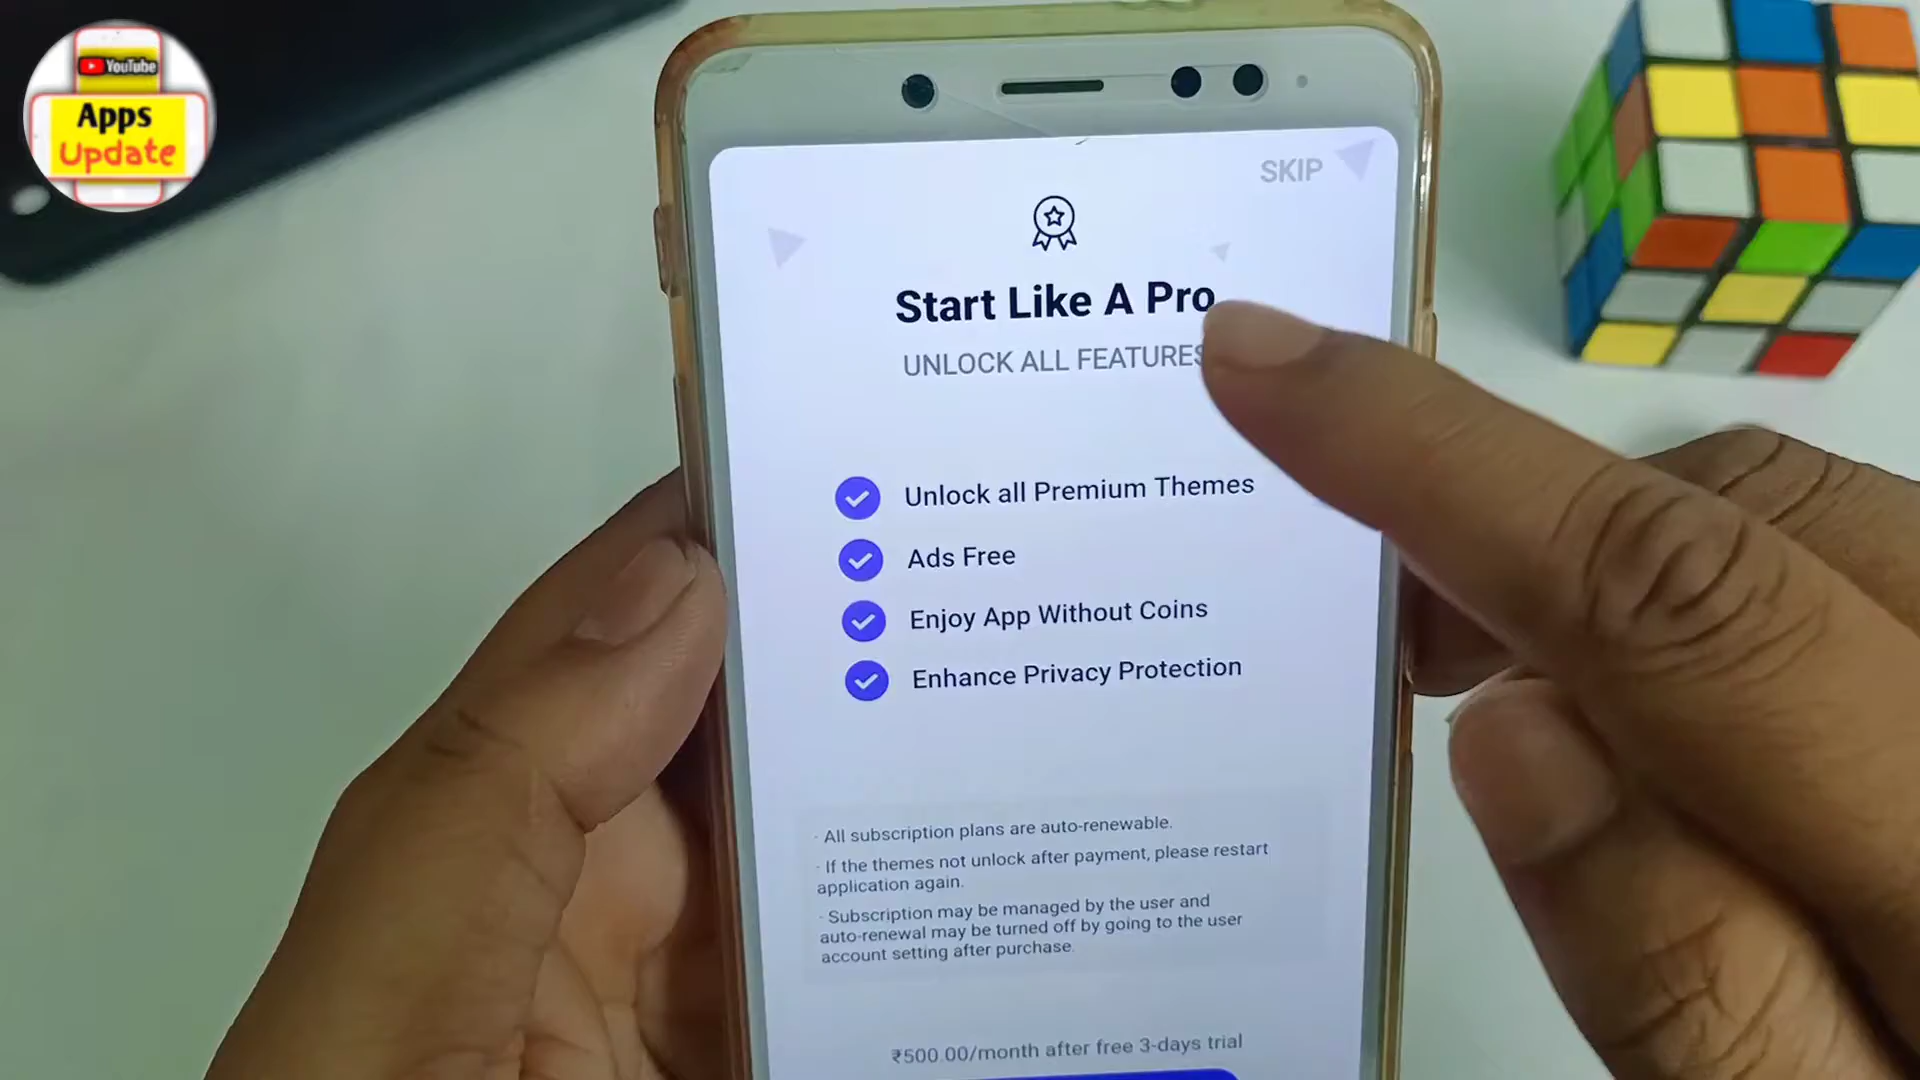 YouTube
Apps
Update
SKIP
Start Like A Pro
UNLOCK ALL FEATURES
Unlock all Premium Themes
Ads Free
Enjoy App Without Coins
Enhance Privacy Protection
· All subscription plans are auto-renewable.
· If the themes not unlock after payment, please restart
application again.
· Subscription may be managed by the user and
auto-renewal may be turned off by going to the user
account setting after purchase.
₹500.00/month after free 3-days trial